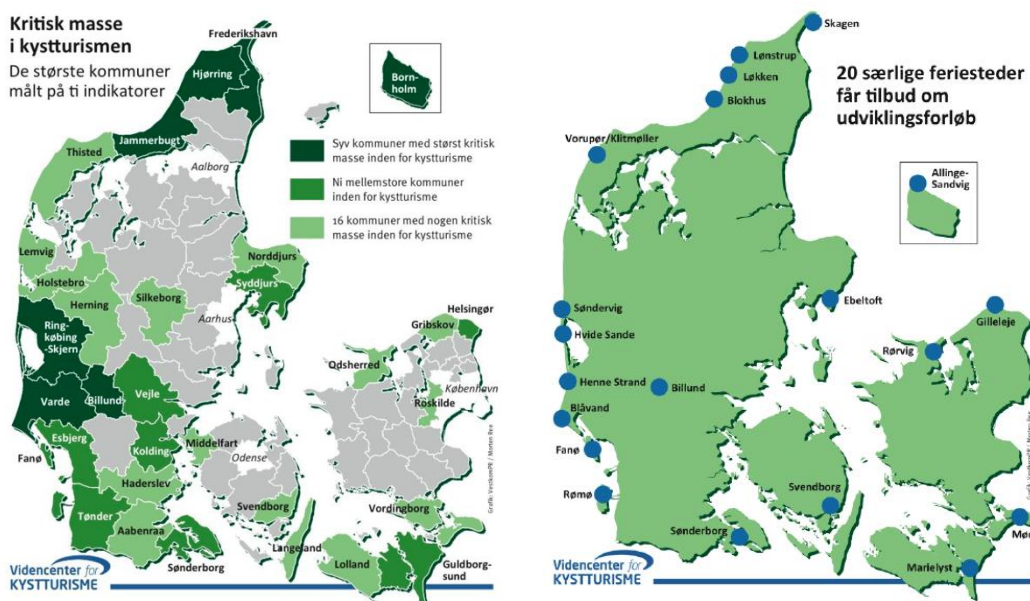 Kritisk masse
i kystturismen
De største kommuner
målt på ti indikatorer
Frederikshavn
Hjørring
Born-
holm
Jammerbugt
Thisted
Aalborg
Syv kommuner med størst kritisk
masse inden for kystturisme
Ni mellemstore kommuner
inden for kystturisme
16 kommuner med nogen kritisk
masse inden for kystturisme
Lemvig
Holstebro
Herning
Silkeborg
Norddjurs
Syddjurs
Aarhus
Ring-
købing
-Skjern
Helsingør
Gribskov
Odsherred
København
Roskilde
Varde
Billund
Vejle
Esbjerg
Fanø
Kolding
Middelfart
Odense
Haderslev
Svendborg
Vordingborg
Tønder
Aabenraa
Sønderborg
Langeland
Lolland
Guldborg-
sund
Grafik: VestkomPR / Morten Rex
Videncenter for
KYSTTURISME
20 særlige feriesteder
får tilbud om
udviklingsforløb
Skagen
Lønstrup
Løkken
Blokhus
Vorupør/Klitmøller
Allinge-
Sandvig
Søndervig
Hvide Sande
Ebeltoft
Gilleleje
Rørvig
Henne Strand
Billund
Blåvand
Fanø
Rømø
Svendborg
Sønderborg
Marielyst
Videncenter for
KYSTTURISME